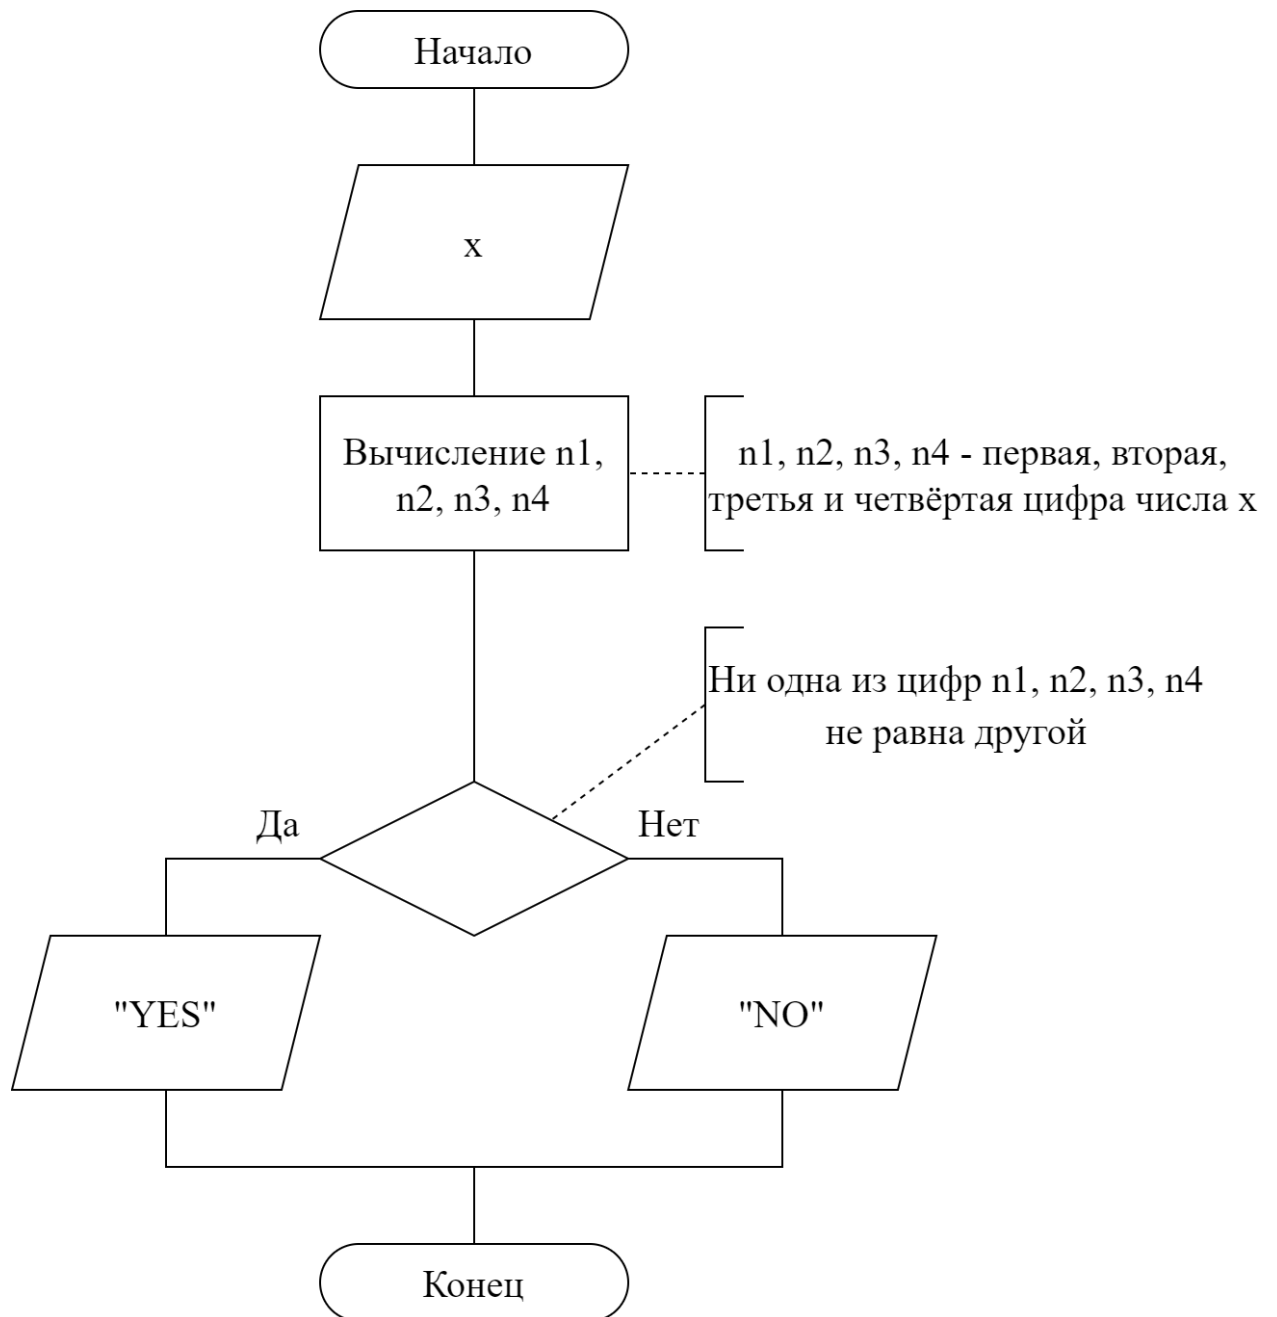 Начало
x
Вычисление n1,
n2, n3, n4
n1, n2, n3, n4 - первая, вторая,
третья и четвёртая цифра числа x
Ни одна из цифр n1, n2, n3, n4
не равна другой
Да
Нет
"YES"
"NO"
Конец